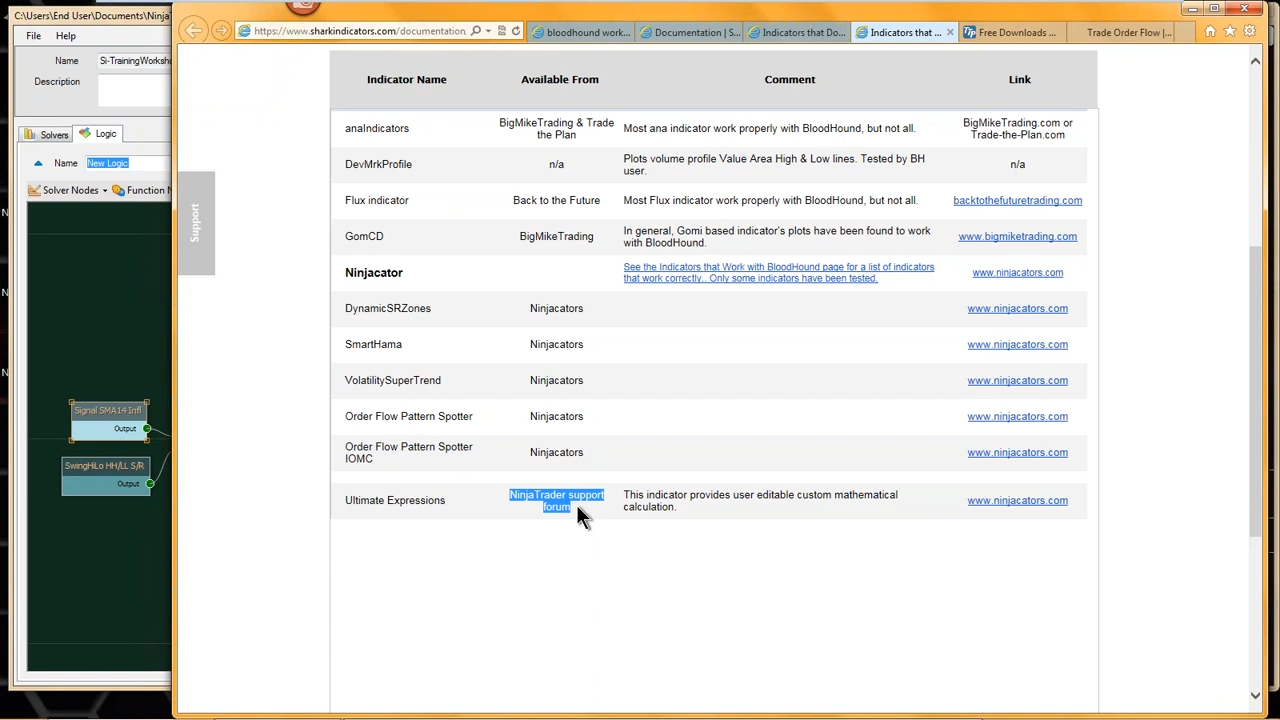 C:\Users\End User\Documents\Ninja
File Help
Name Si-TrainingWorksho
Description
Solvers Logic
Name New Logic
Solver Nodes Function N
Signal SMA14 Infl
Output
SwingHiLo HH/LL S/R
Output
https://www.sharkindicators.com/documentation
bloodhound work...
Documentation | S...
Indicators that Do...
Indicators that ...
Free Downloads ...
Trade Order Flow |...
Support
Indicator Name Available From Comment Link
anaIndicators
BigMikeTrading & Trade
the Plan
Most ana indicator work properly with BloodHound, but not all.
BigMikeTrading.com or
Trade-the-Plan.com
DevMrkProfile
n/a
Plots volume profile Value Area High & Low lines. Tested by BH
user.
n/a
Flux indicator
Back to the Future
Most Flux indicator work properly with BloodHound, but not all.
backtothefuturetrading.com
GomCD
BigMikeTrading
In general, Gomi based indicator's plots have been found to work
with BloodHound.
www.bigmiketrading.com
Ninjacator
See the Indicators that Work with BloodHound page for a list of indicators
that work correctly.. Only some indicators have been tested.
www.ninjacators.com
DynamicSRZones
Ninjacators
www.ninjacators.com
SmartHama
Ninjacators
www.ninjacators.com
VolatilitySuperTrend
Ninjacators
www.ninjacators.com
Order Flow Pattern Spotter
Ninjacators
www.ninjacators.com
Order Flow Pattern Spotter
IOMC
Ninjacators
www.ninjacators.com
Ultimate Expressions
NinjaTrader support
forum
This indicator provides user editable custom mathematical
calculation.
www.ninjacators.com